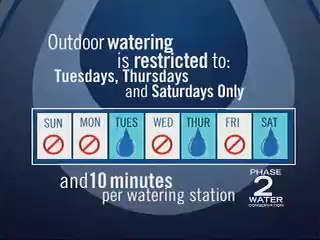 Outdoor watering
is restricted to:
Tuesdays, Thursdays
and Saturdays Only
SUN MON TUES WED THUR FRI SAT
and 10 minutes
per watering station
PHASE
2
WATER
CONSERVATION